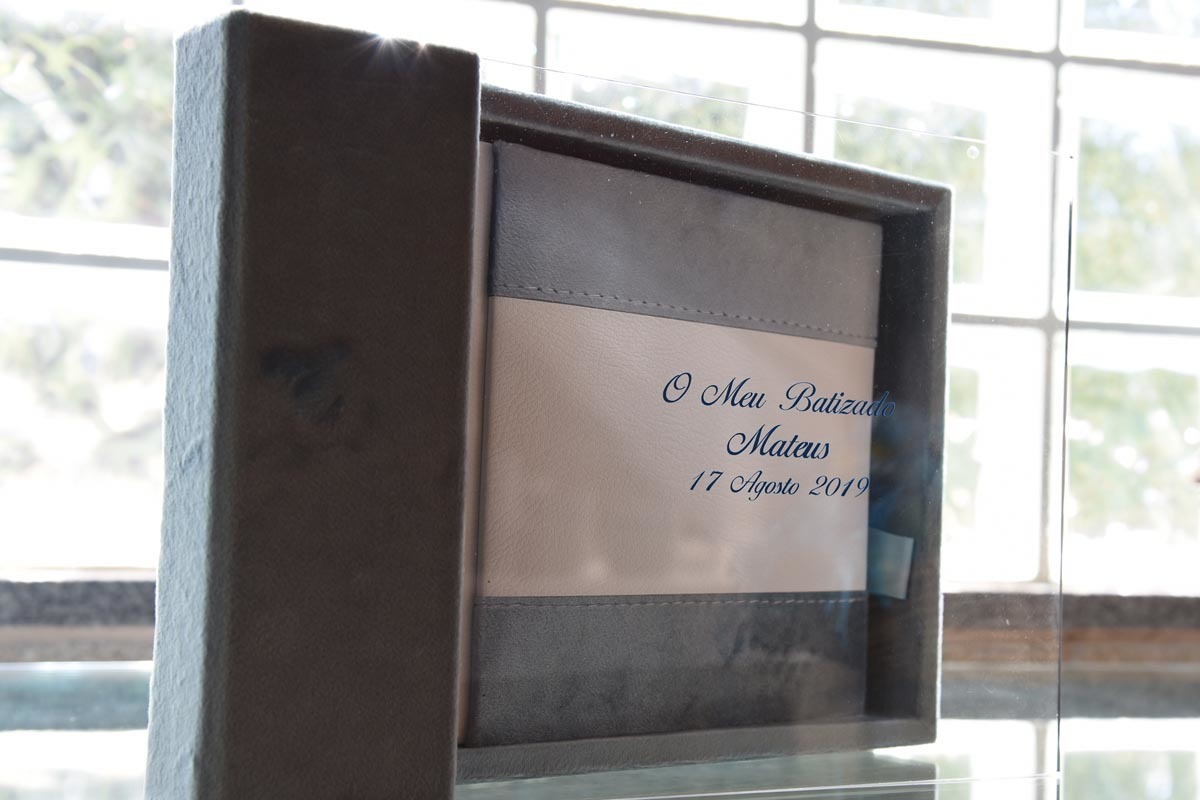 O Meu Batizado
Mateus
17 Agosto 2019